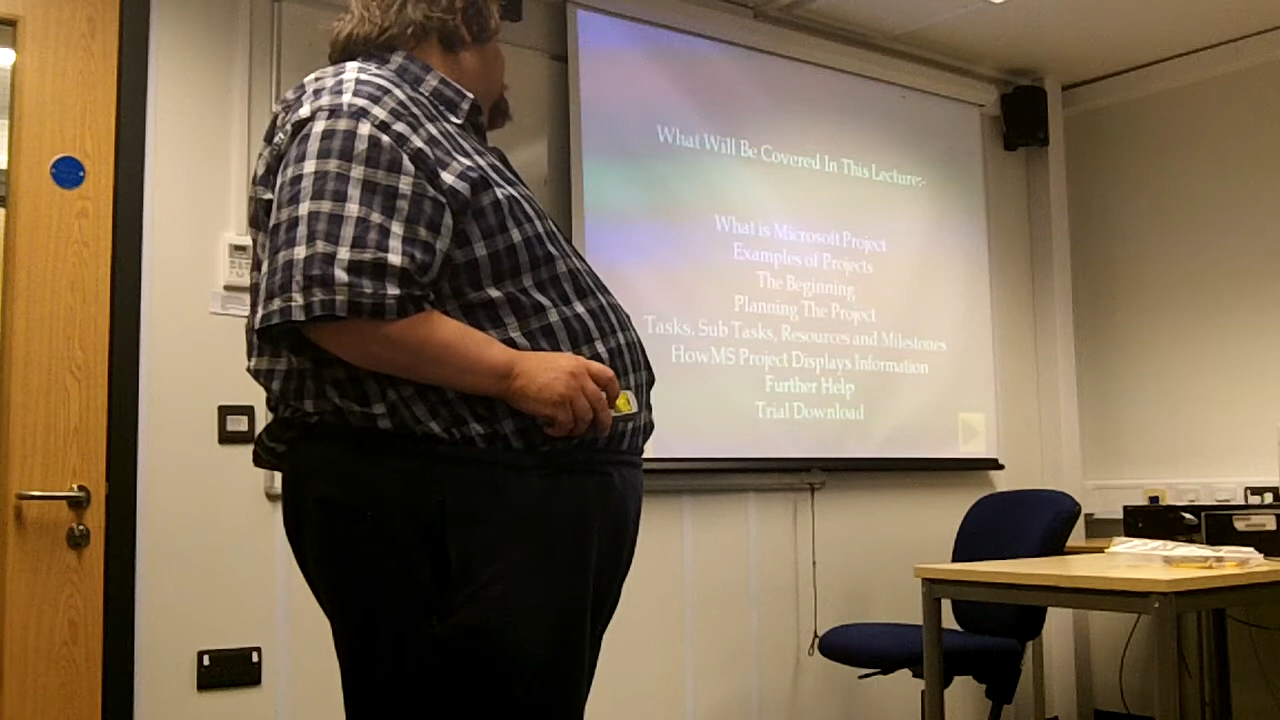 What Will Be Covered In This Lecture:-
What is Microsoft Project
Examples of Projects
The Beginning
Planning The Project
Tasks, Sub Tasks, Resources and Milestones
How MS Project Displays Information
Further Help
Trial Download